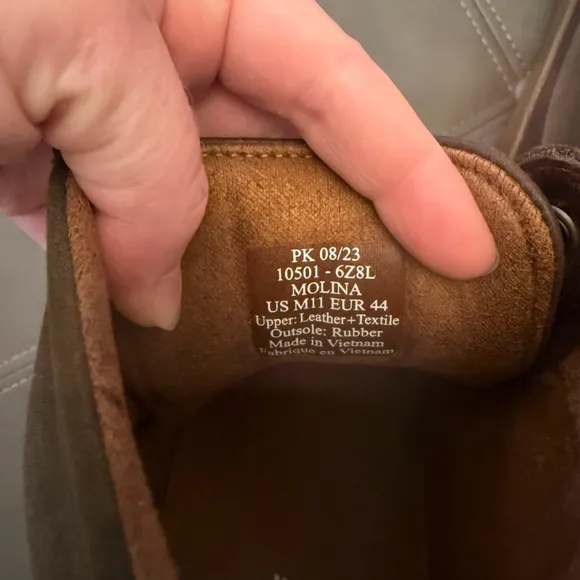 PK 08/23
10501 - 6Z8L
MOLINA
US M11 EUR 44
Upper: Leather+Textile
Outsole: Rubber
Made in Vietnam
Fabrique en Vietnam